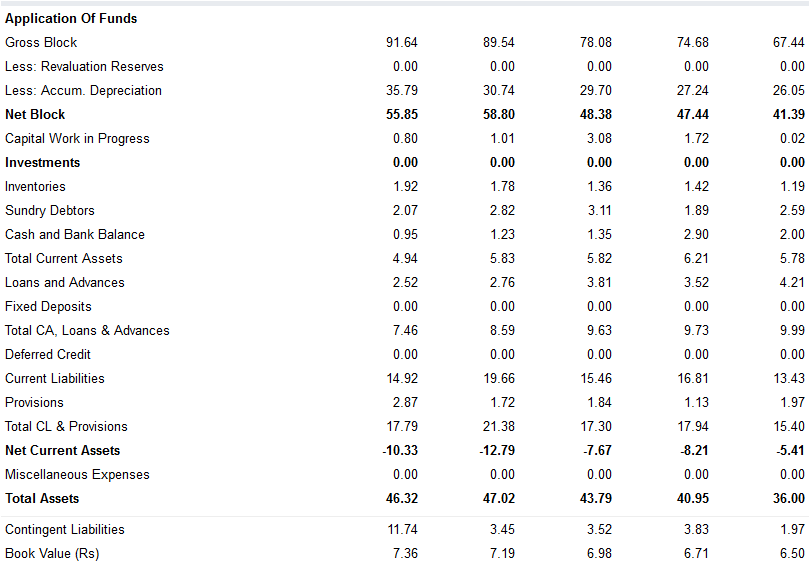 Application Of Funds
Gross Block 91.64 89.54 78.08 74.68 67.44
Less: Revaluation Reserves 0.00 0.00 0.00 0.00 0.00
Less: Accum. Depreciation 35.79 30.74 29.70 27.24 26.05
Net Block 55.85 58.80 48.38 47.44 41.39
Capital Work in Progress 0.80 1.01 3.08 1.72 0.02
Investments 0.00 0.00 0.00 0.00 0.00
Inventories 1.92 1.78 1.36 1.42 1.19
Sundry Debtors 2.07 2.82 3.11 1.89 2.59
Cash and Bank Balance 0.95 1.23 1.35 2.90 2.00
Total Current Assets 4.94 5.83 5.82 6.21 5.78
Loans and Advances 2.52 2.76 3.81 3.52 4.21
Fixed Deposits 0.00 0.00 0.00 0.00 0.00
Total CA, Loans & Advances 7.46 8.59 9.63 9.73 9.99
Deferred Credit 0.00 0.00 0.00 0.00 0.00
Current Liabilities 14.92 19.66 15.46 16.81 13.43
Provisions 2.87 1.72 1.84 1.13 1.97
Total CL & Provisions 17.79 21.38 17.30 17.94 15.40
Net Current Assets -10.33 -12.79 -7.67 -8.21 -5.41
Miscellaneous Expenses 0.00 0.00 0.00 0.00 0.00
Total Assets 46.32 47.02 43.79 40.95 36.00
Contingent Liabilities 11.74 3.45 3.52 3.83 1.97
Book Value (Rs) 7.36 7.19 6.98 6.71 6.50